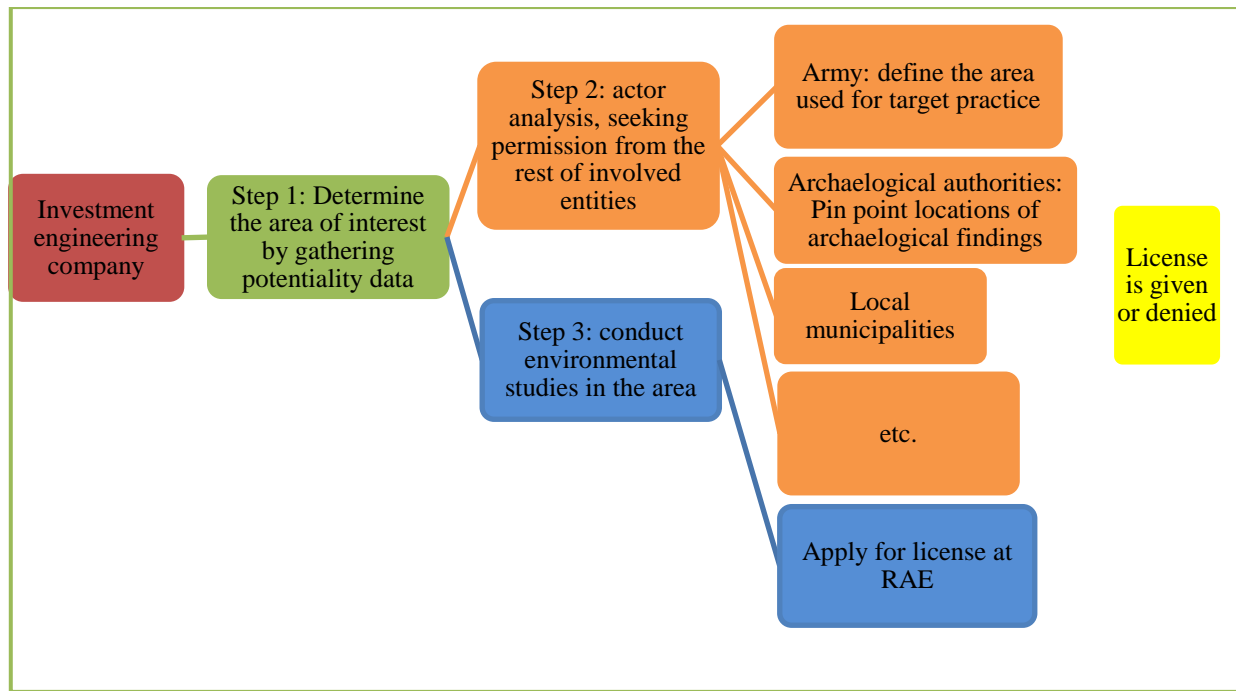 Investment
engineering
company
Step 1: Determine
the area of interest
by gathering
potentiality data
Step 2: actor
analysis, seeking
permission from the
rest of involved
entities
Step 3: conduct
environmental
studies in the area
Army: define the area
used for target practice
Archaelogical authorities:
Pin point locations of
archaelogical findings
Local
municipalities
etc.
Apply for license at
RAE
License
is given
or denied